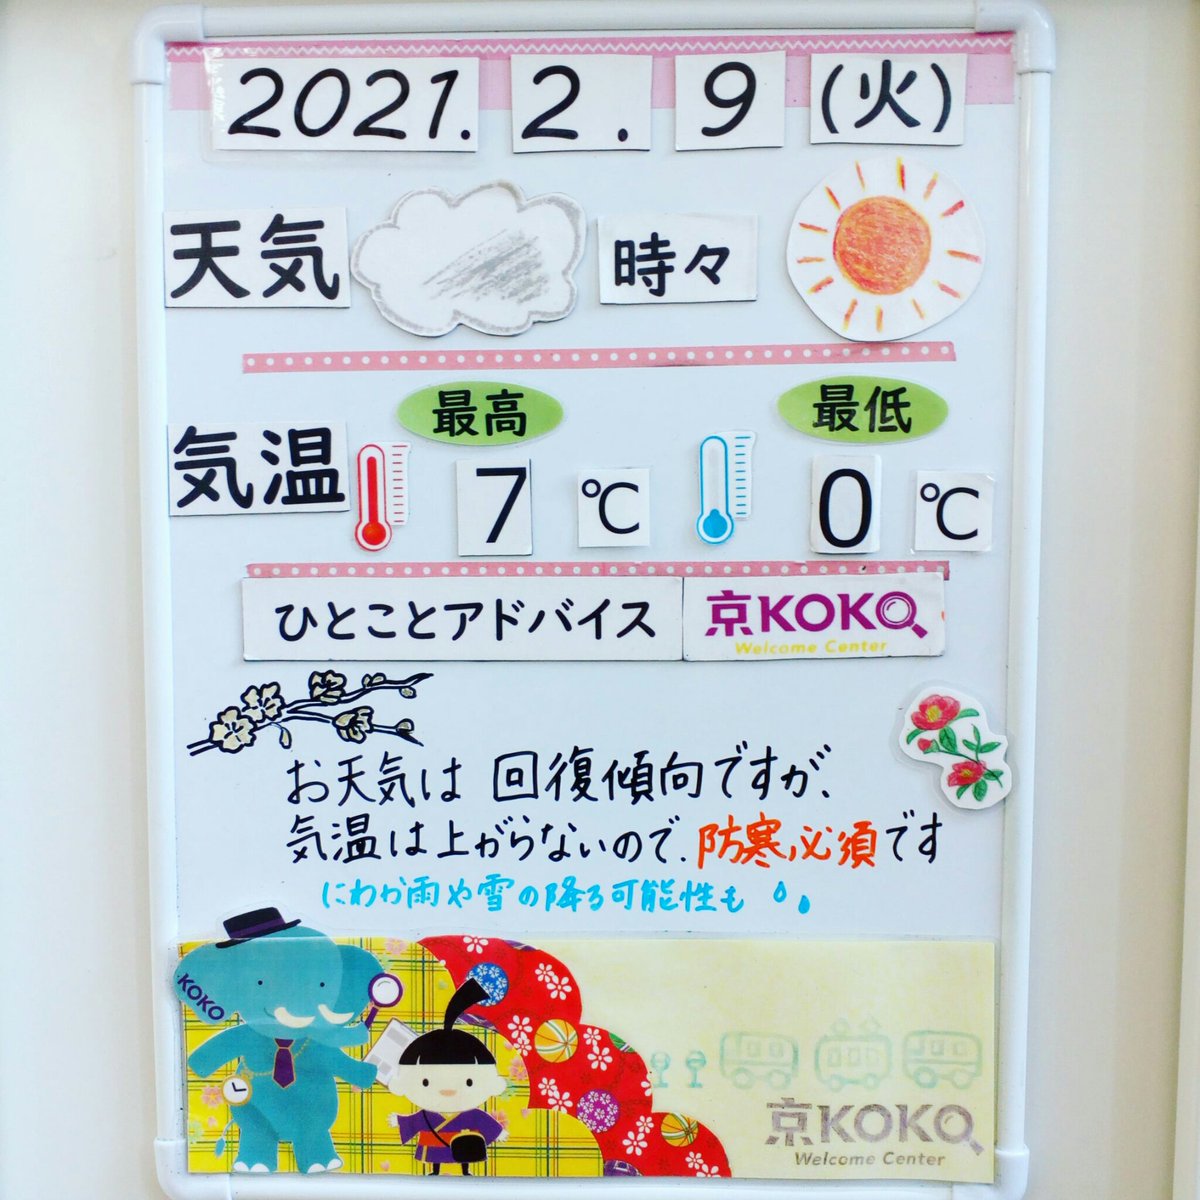 2021. 2. 9 (火)
天気 時々
最高 最低
気温 7 ℃ 0 ℃
ひとことアドバイス 京KOKO
Welcome Center
お天気は 回復傾向ですが、
気温は上がらないので、防寒必須です
にわか雨や雪の降る可能性も
KOKO
京KOKO
Welcome Center